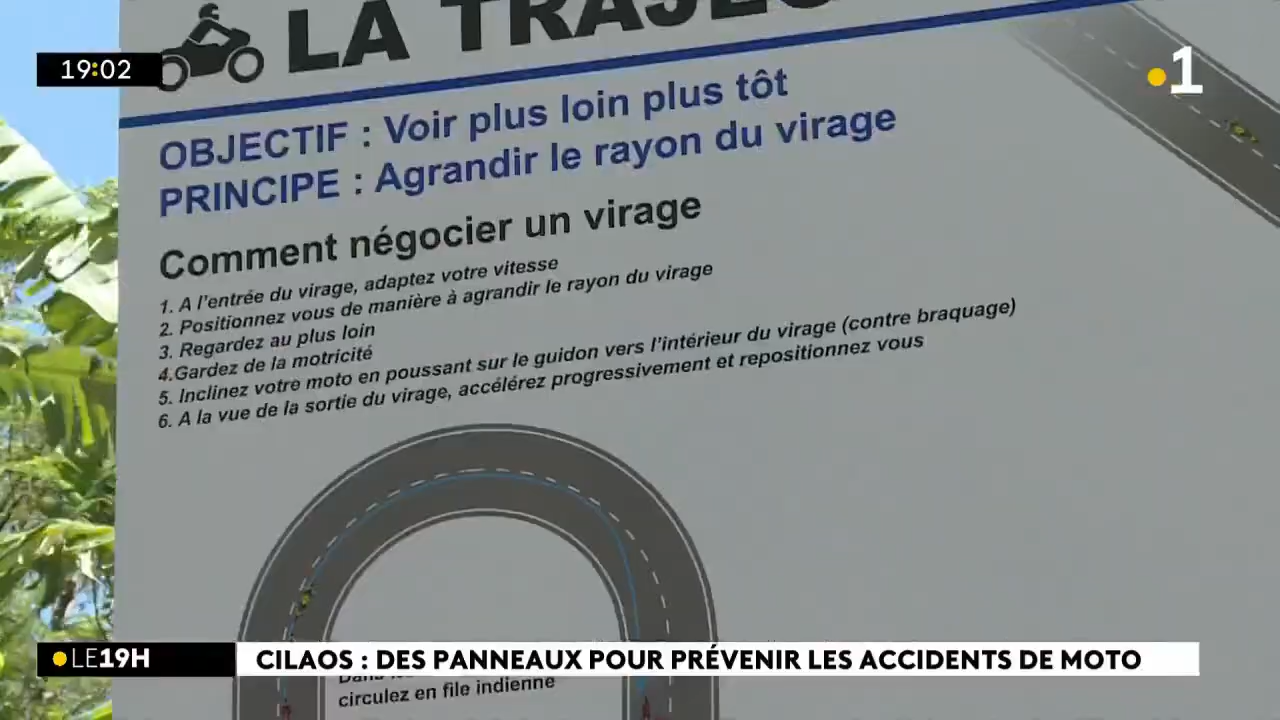 19:02
LA TRAJEC
1
OBJECTIF : Voir plus loin plus tôt
PRINCIPE : Agrandir le rayon du virage
Comment négocier un virage
1. A l'entrée du virage, adaptez votre vitesse
2. Positionnez vous de manière à agrandir le rayon du virage
3. Regardez au plus loin
4.Gardez de la motricité
5. Inclinez votre moto en poussant sur le guidon vers l'intérieur du virage (contre braquage)
6. A la vue de la sortie du virage, accélérez progressivement et repositionnez vous
LE19H
CILAOS : DES PANNEAUX POUR PRÉVENIR LES ACCIDENTS DE MOTO
circulez en file indienne